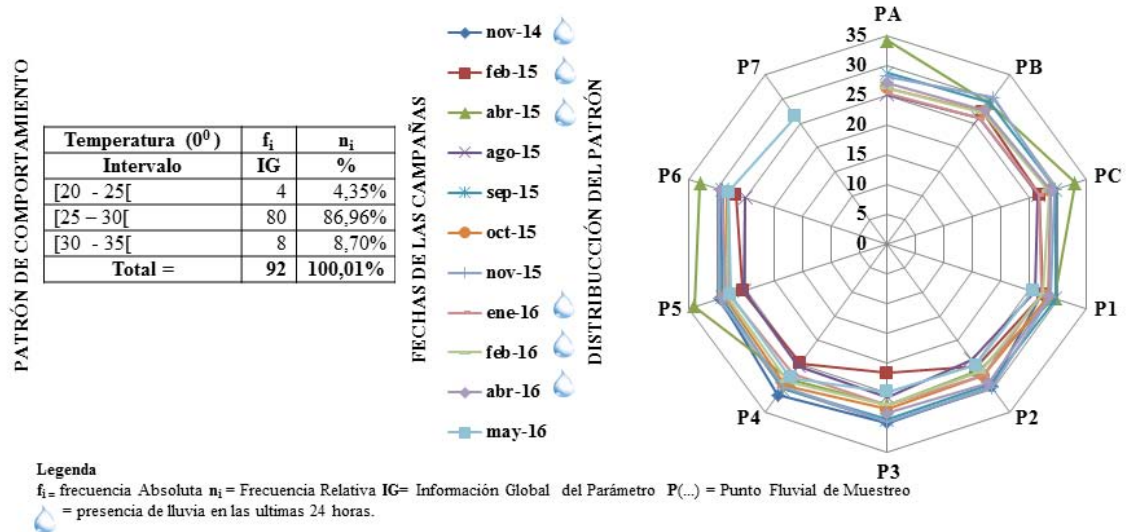 PATRÓN DE COMPORTAMIENTO
Temperatura (0⁰) fᵢ nᵢ
Intervalo IG %
[20 - 25[ 4 4,35%
[25 – 30[ 80 86,96%
[30 - 35[ 8 8,70%
Total = 92 100,01%
FECHAS DE LAS CAMPAÑAS
nov-14
feb-15
abr-15
ago-15
sep-15
oct-15
nov-15
ene-16
feb-16
abr-16
may-16
DISTRIBUCCIÓN DEL PATRÓN
PA
PB
PC
P1
P2
P3
P4
P5
P6
P7
35
30
25
20
15
10
5
0
Legenda
fᵢ = frecuencia Absoluta nᵢ = Frecuencia Relativa IG= Información Global del Parámetro P(...) = Punto Fluvial de Muestreo
= presencia de lluvia en las ultimas 24 horas.